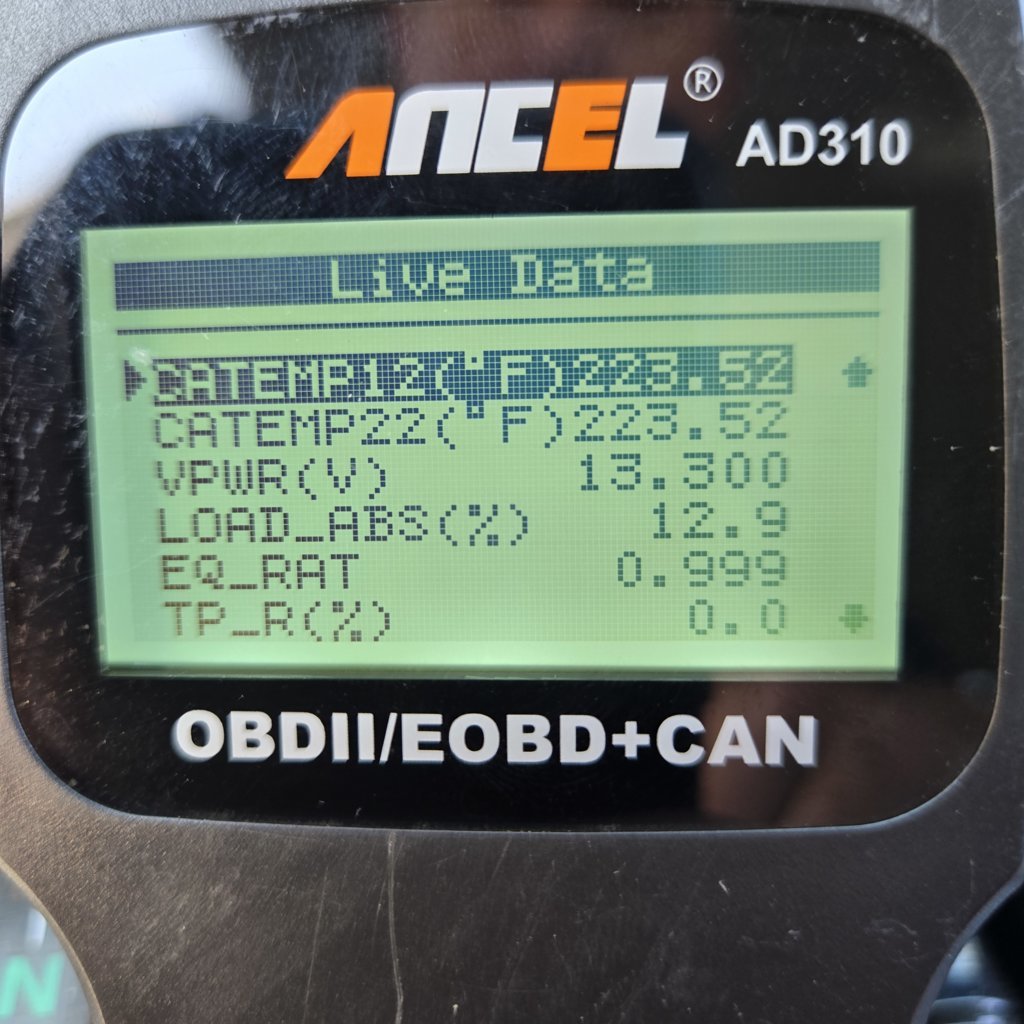 ANCEL®
AD310
Live Data
CATEMP12(°F)223.52
CATEMP22(°F)223.52
VPWR(V) 13.300
LOAD_ABS(%) 12.9
EQ_RAT 0.999
TP_R(%) 0.0
OBDII/EOBD+CAN
N